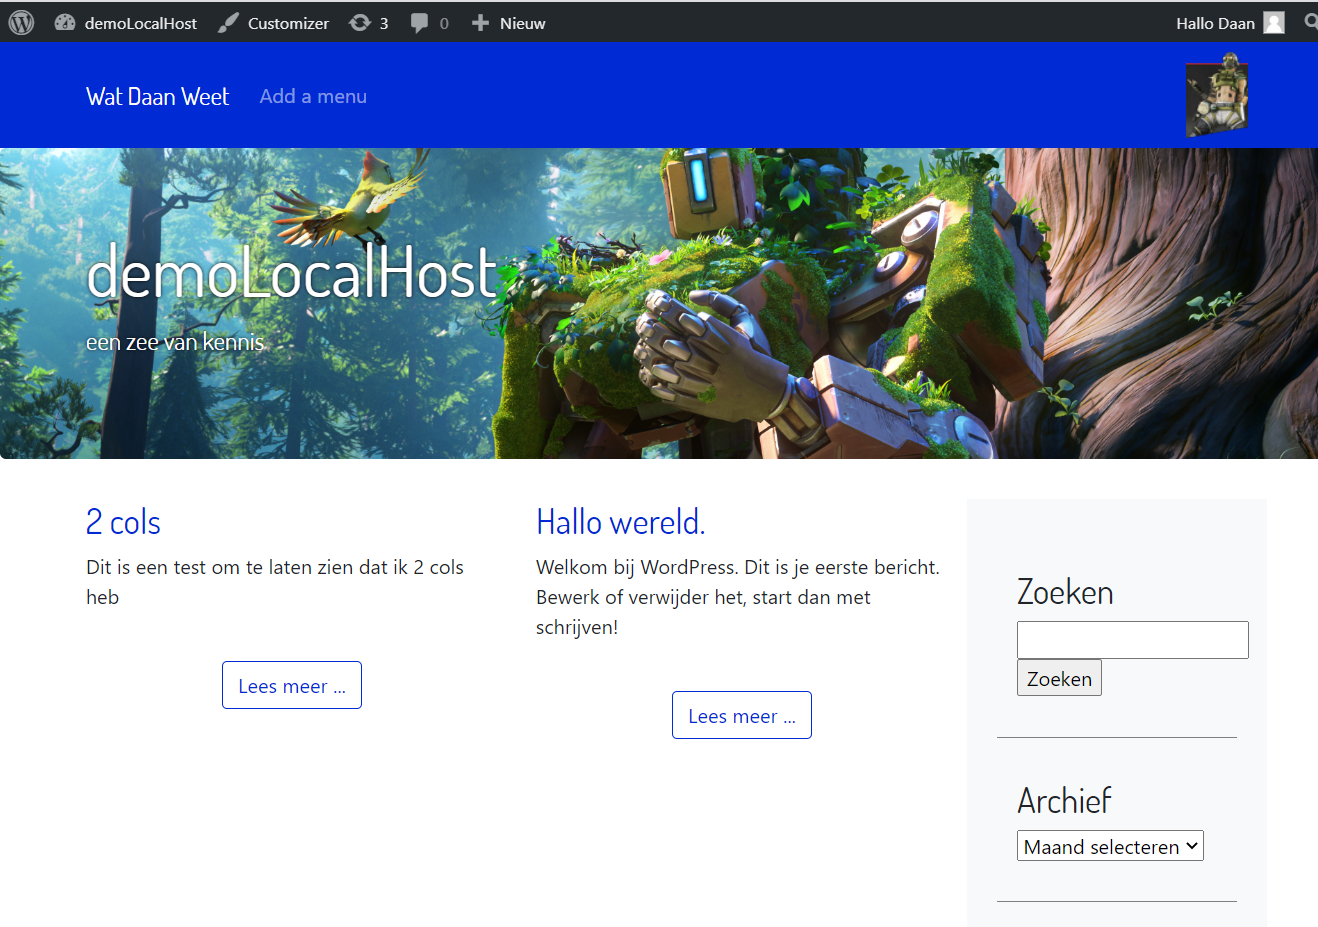 demoLocalHost Customizer 3 0 Nieuw Hallo Daan
Wat Daan Weet Add a menu
demoLocalHost
een zee van kennis
2 cols
Dit is een test om te laten zien dat ik 2 cols
heb
Lees meer ...
Hallo wereld.
Welkom bij WordPress. Dit is je eerste bericht.
Bewerk of verwijder het, start dan met
schrijven!
Lees meer ...
Zoeken
Zoeken
Archief
Maand selecteren